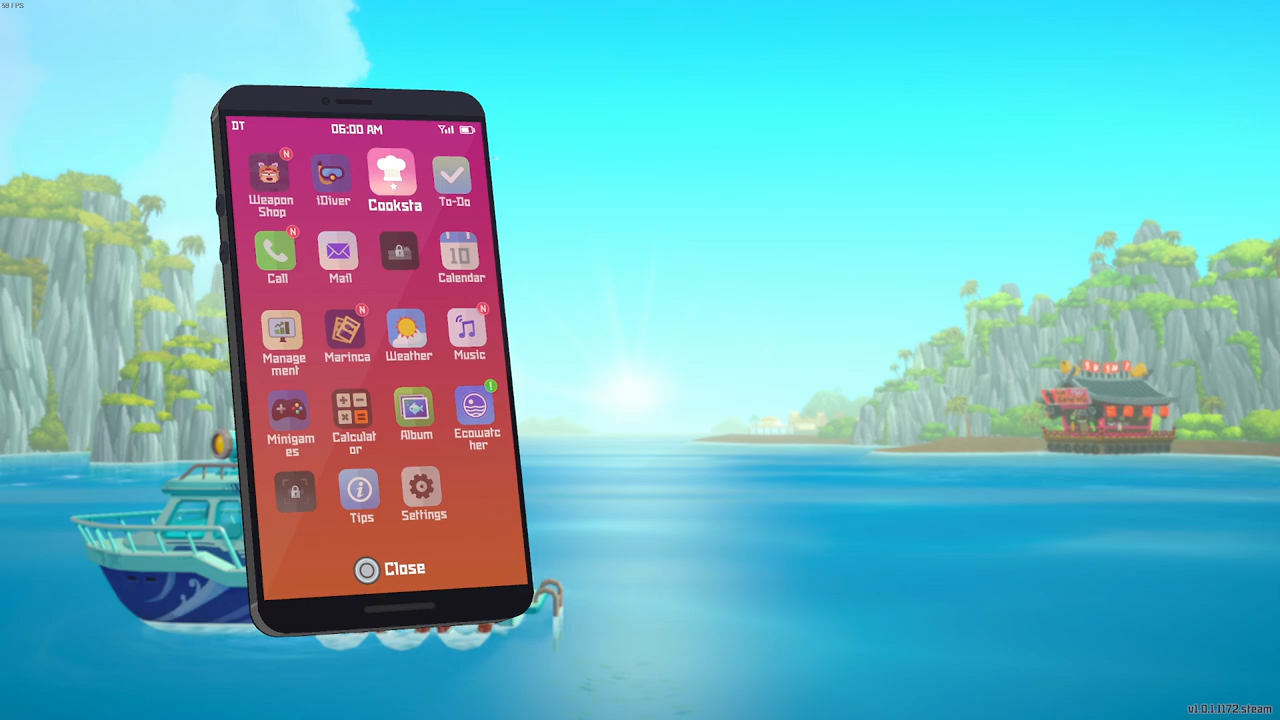 59 FPS
DT
06:00 AM
N
Weapon
Shop
iDiver
Cooksta
To-Do
N
Call
Mail
10
Calendar
Manage
ment
N
Marinca
Weather
N
Music
Minigam
es
Calculat
or
Album
!
Ecowatc
her
Tips
Settings
Close
SUSHI
v1.0.1.1172.steam